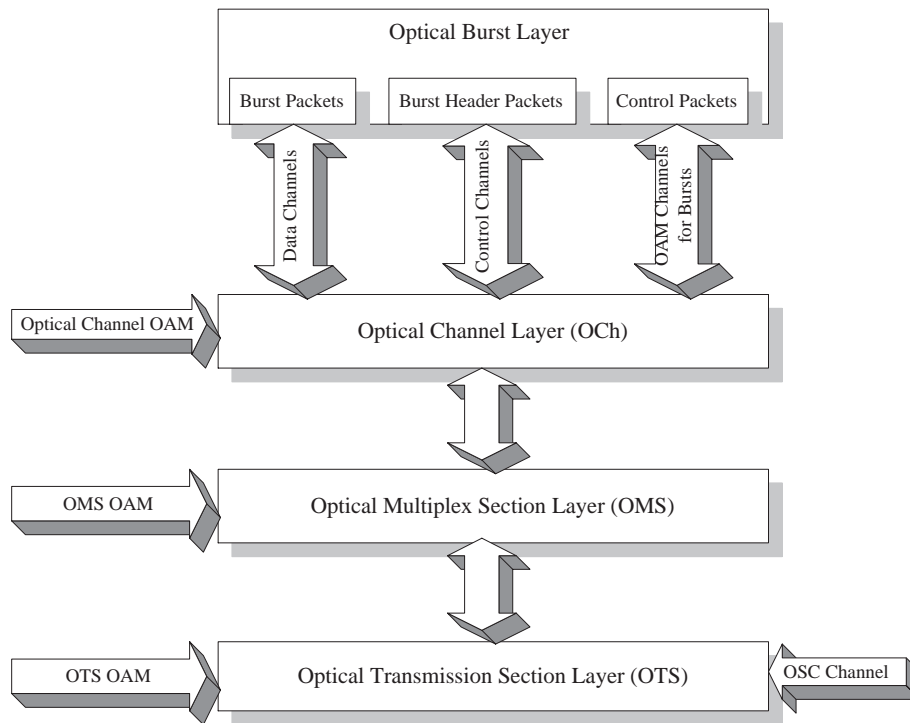 Optical Burst Layer
Burst Packets
Burst Header Packets
Control Packets
Data Channels
Control Channels
OAM Channels
for Bursts
Optical Channel OAM
Optical Channel Layer (OCh)
OMS OAM
Optical Multiplex Section Layer (OMS)
OTS OAM
Optical Transmission Section Layer (OTS)
OSC Channel